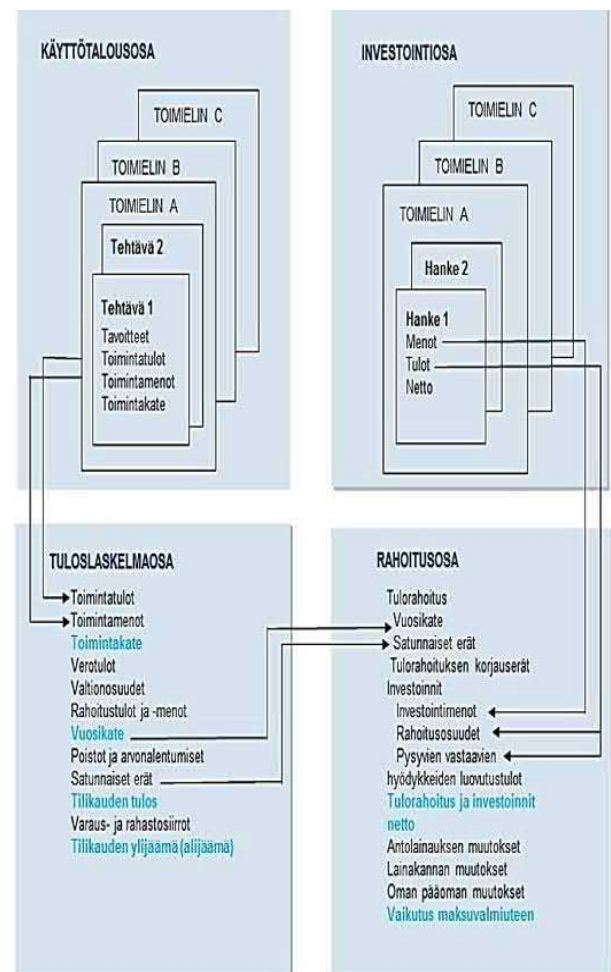 KÄYTTÖTALOUSOSA
TOIMIELIN C
TOIMIELIN B
TOIMIELIN A
Tehtävä 2
Tehtävä 1
Tavoitteet
Toimintatulot
Toimintamenot
Toimintakate
INVESTOINTIOSA
TOIMIELIN C
TOIMIELIN B
TOIMIELIN A
Hanke 2
Hanke 1
Menot
Tulot
Netto
TULOSLASKELMAOSA
Toimintatulot
Toimintamenot
Toimintakate
Verotulot
Valtionosuudet
Rahoitustulot ja -menot
Vuosikate
Poistot ja arvonalentumiset
Satunnaiset erät
Tilikauden tulos
Varaus- ja rahastosiirrot
Tilikauden ylijäämä (alijäämä)
RAHOITUSOSA
Tulorahoitus
Vuosikate
Satunnaiset erät
Tulorahoituksen korjauserät
Investoinnit
Investointimenot
Rahoitusosuudet
Pysyvien vastaavien
hyödykkeiden luovutustulot
Tulorahoitus ja investoinnit
netto
Antolainauksen muutokset
Lainakannan muutokset
Oman pääoman muutokset
Vaikutus maksuvalmiuteen